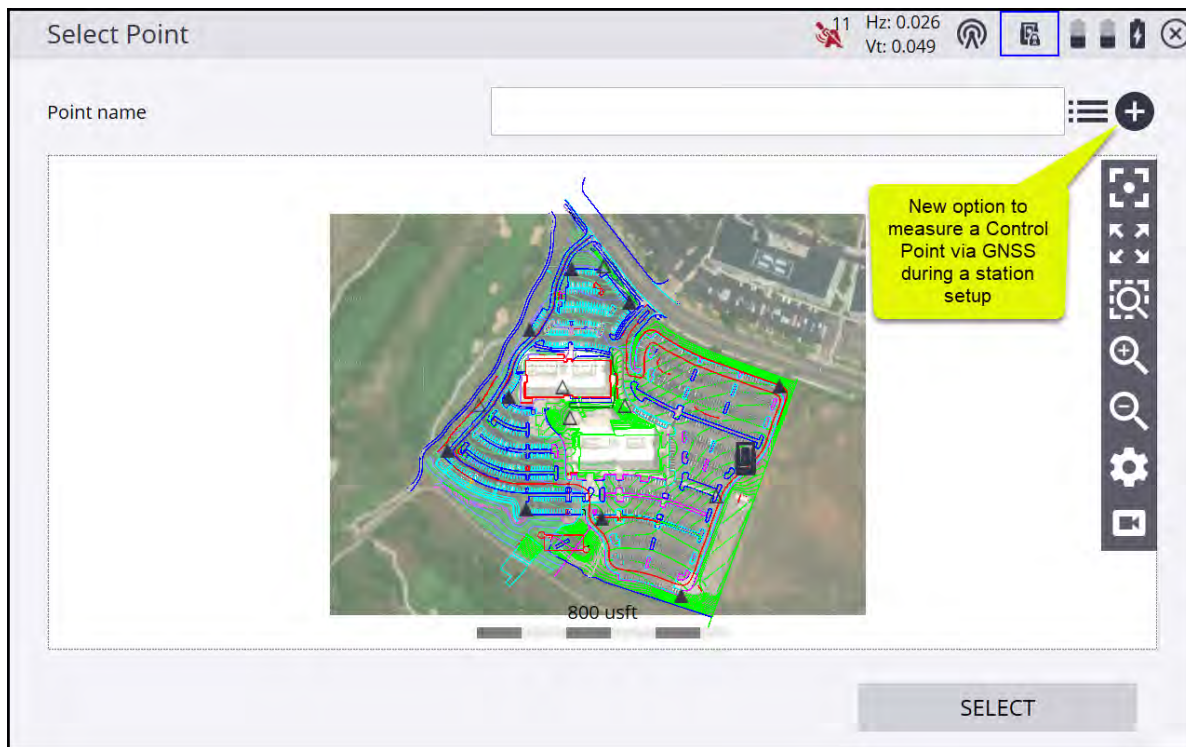 Select Point
11
Hz: 0.026
Vt: 0.049
Point name
New option to
measure a Control
Point via GNSS
during a station
setup
800 usft
SELECT